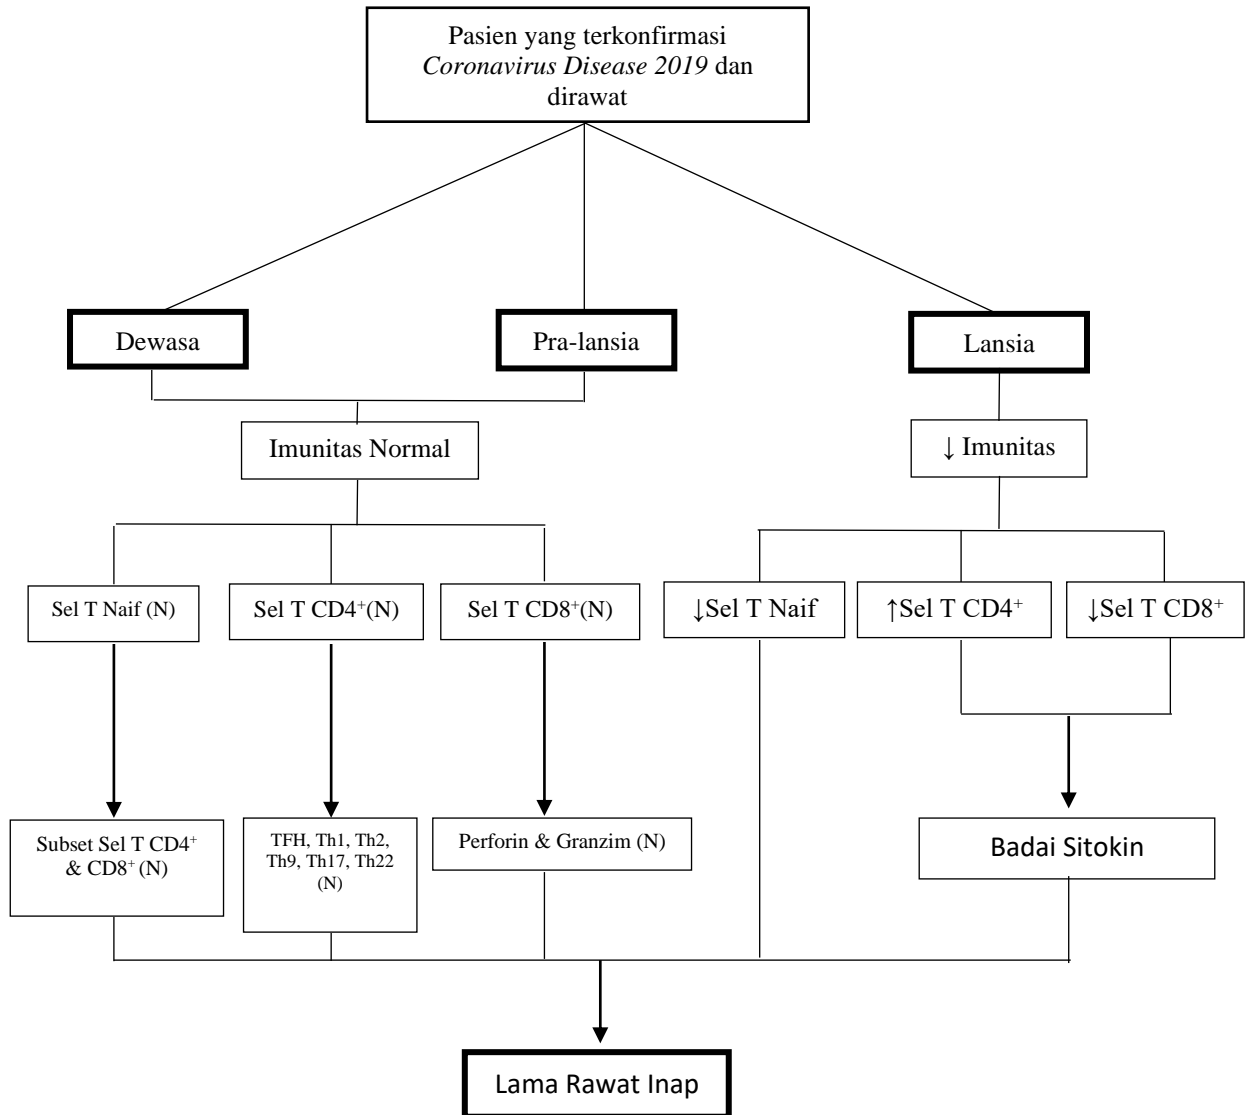 Pasien yang terkonfirmasi
Coronavirus Disease 2019 dan
dirawat
Dewasa
Pra-lansia
Lansia
Imunitas Normal
↓ Imunitas
Sel T Naif (N)
Sel T CD4⁺(N)
Sel T CD8⁺(N)
↓Sel T Naif
↑Sel T CD4⁺
↓Sel T CD8⁺
Subset Sel T CD4⁺
& CD8⁺ (N)
TFH, Th1, Th2,
Th9, Th17, Th22
(N)
Perforin & Granzim (N)
Badai Sitokin
Lama Rawat Inap